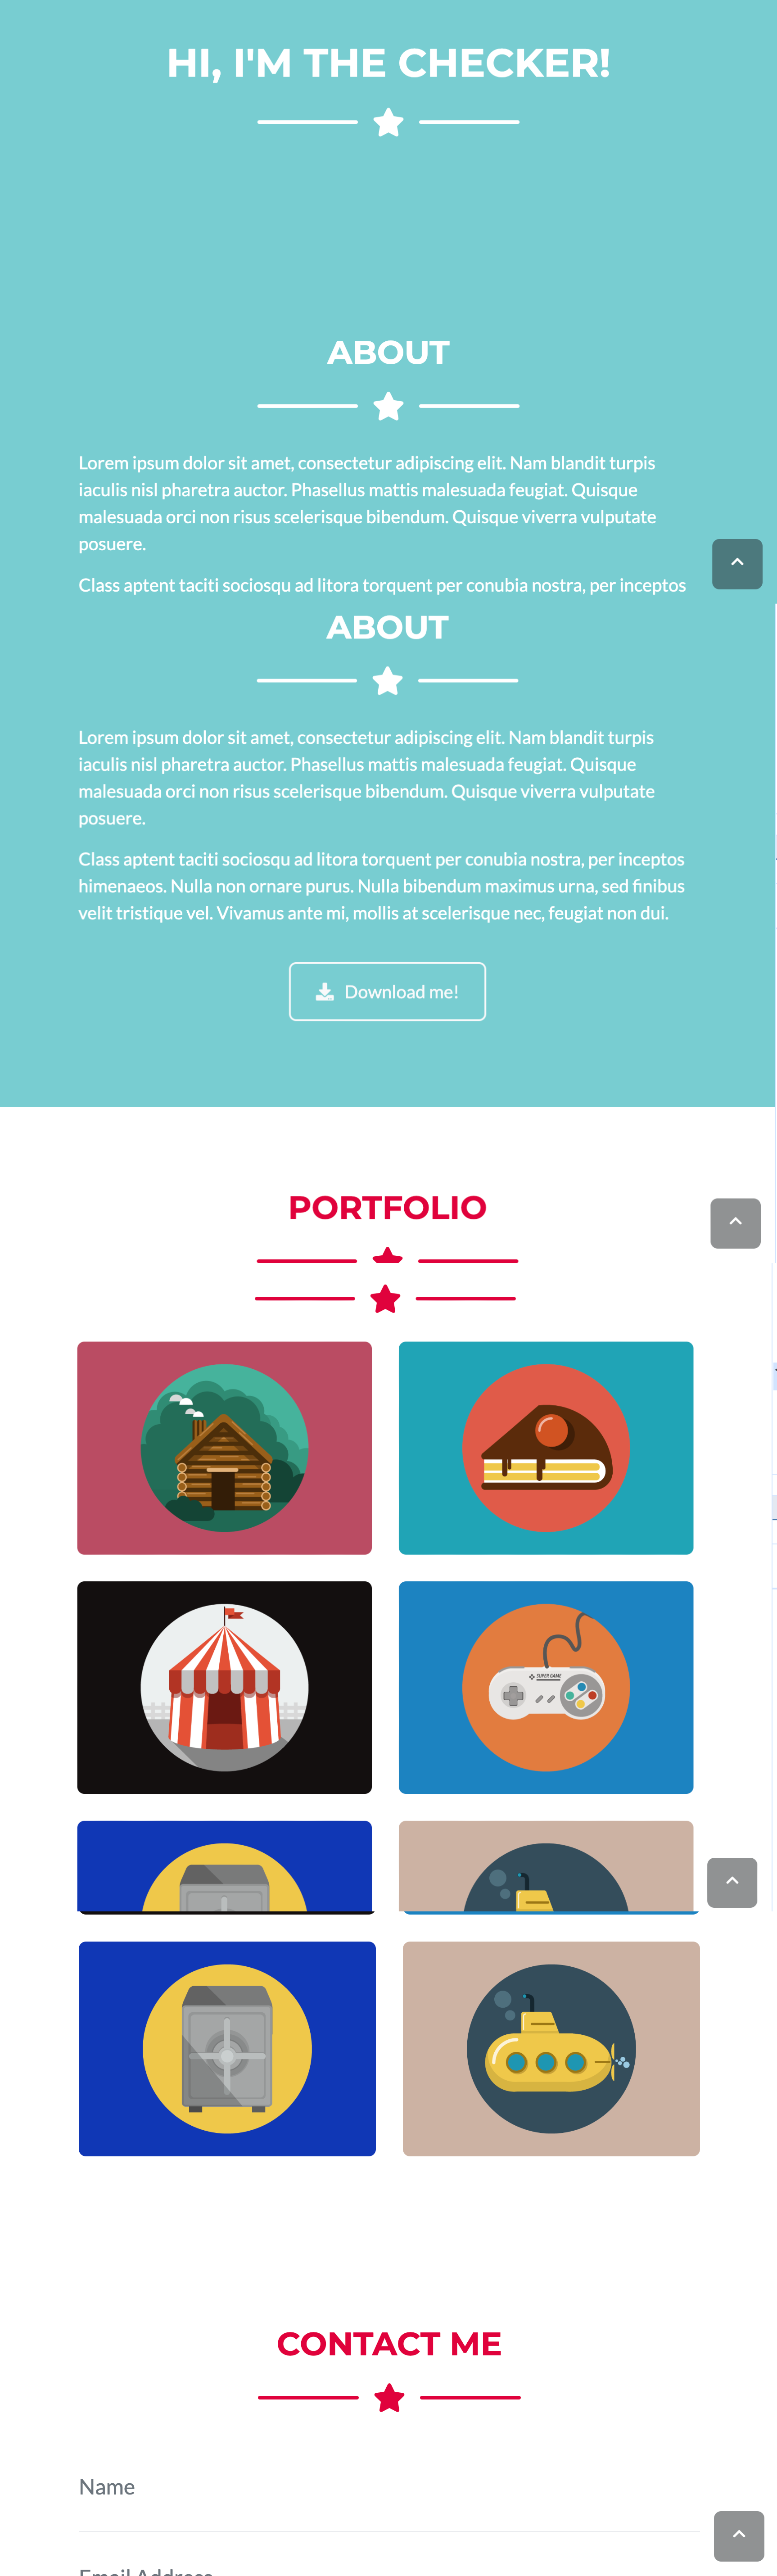 HI, I'M THE CHECKER!
ABOUT
Lorem ipsum dolor sit amet, consectetur adipiscing elit. Nam blandit turpis
iaculis nisl pharetra auctor. Phasellus mattis malesuada feugiat. Quisque
malesuada orci non risus scelerisque bibendum. Quisque viverra vulputate
posuere.
Class aptent taciti sociosqu ad litora torquent per conubia nostra, per inceptos
ABOUT
Lorem ipsum dolor sit amet, consectetur adipiscing elit. Nam blandit turpis
iaculis nisl pharetra auctor. Phasellus mattis malesuada feugiat. Quisque
malesuada orci non risus scelerisque bibendum. Quisque viverra vulputate
posuere.
Class aptent taciti sociosqu ad litora torquent per conubia nostra, per inceptos
himenaeos. Nulla non ornare purus. Nulla bibendum maximus urna, sed finibus
velit tristique vel. Vivamus ante mi, mollis at scelerisque nec, feugiat non dui.
Download me!
PORTFOLIO
SUPER GAME
CONTACT ME
Name
Email Address